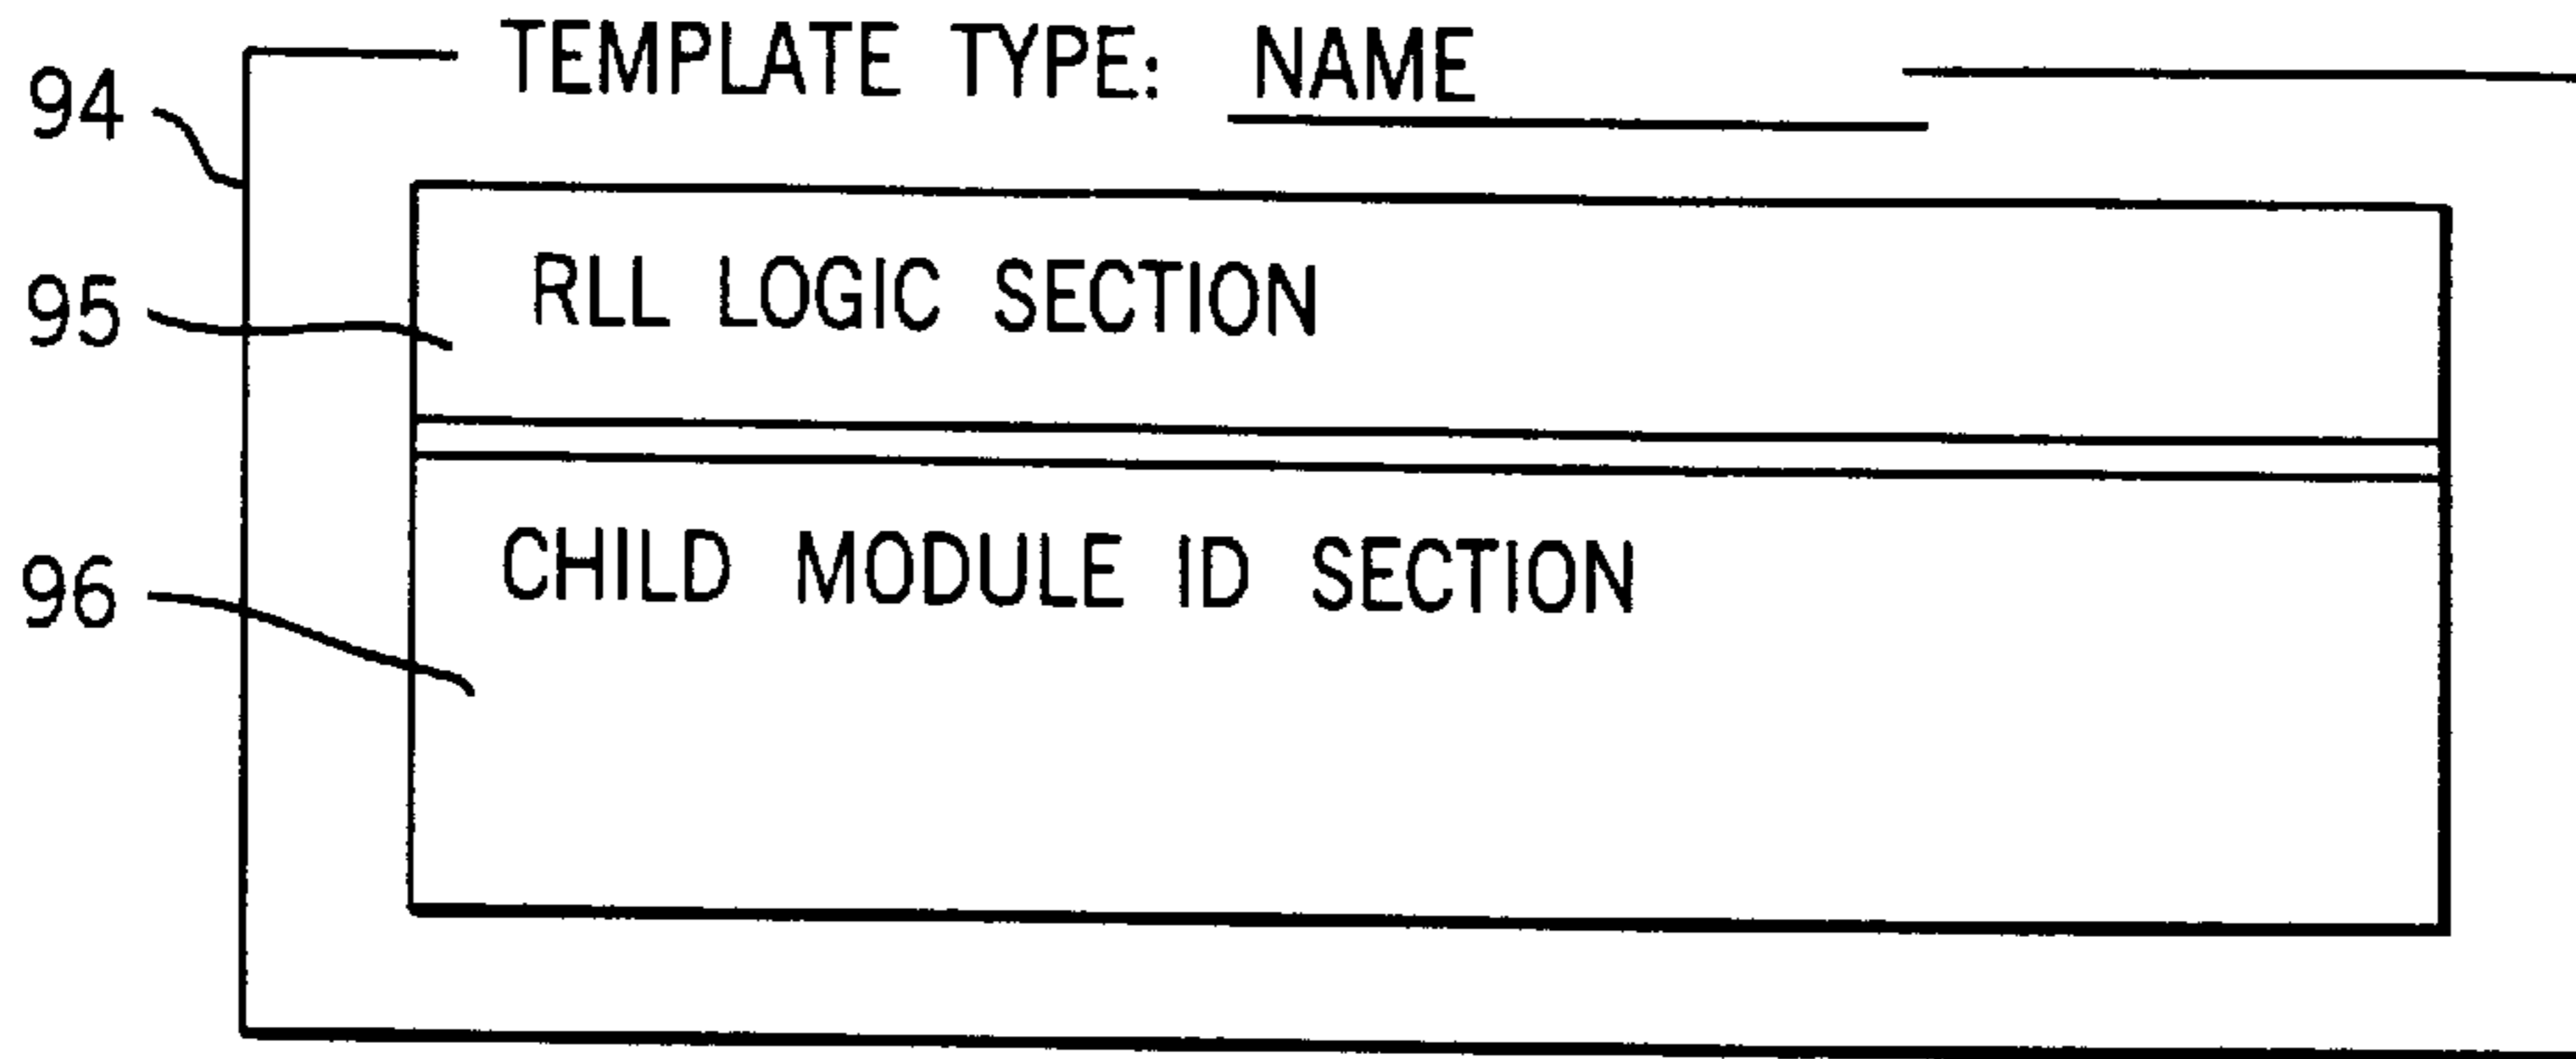 TEMPLATE TYPE: NAME
94
95 RLL LOGIC SECTION
96 CHILD MODULE ID SECTION